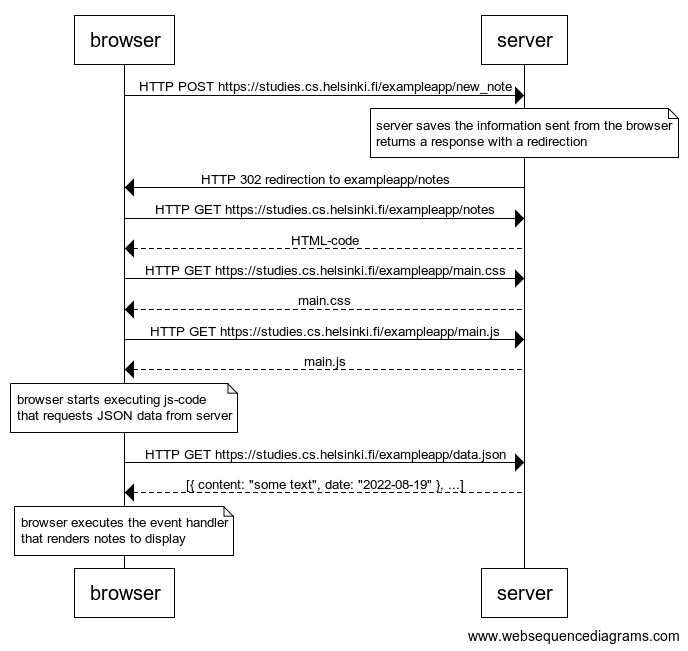 browser
server
HTTP POST https://studies.cs.helsinki.fi/exampleapp/new_note
server saves the information sent from the browser
returns a response with a redirection
HTTP 302 redirection to exampleapp/notes
HTTP GET https://studies.cs.helsinki.fi/exampleapp/notes
HTML-code
HTTP GET https://studies.cs.helsinki.fi/exampleapp/main.css
main.css
HTTP GET https://studies.cs.helsinki.fi/exampleapp/main.js
main.js
browser starts executing js-code
that requests JSON data from server
HTTP GET https://studies.cs.helsinki.fi/exampleapp/data.json
[{ content: "some text", date: "2022-08-19" }, ...]
browser executes the event handler
that renders notes to display
browser
server
www.websequencediagrams.com